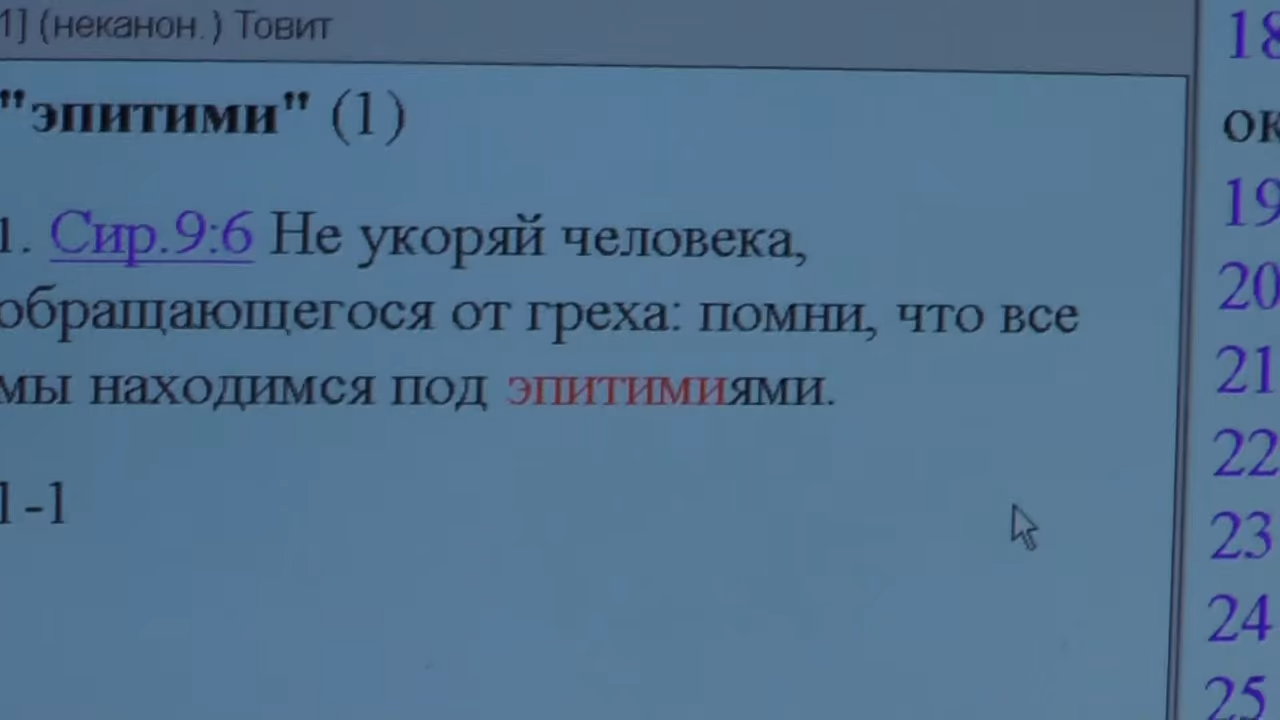 1] (неканон.) Товит
"эпитими" (1)
1. Сир.9:6 Не укоряй человека,
обращающегося от греха: помни, что все
мы находимся под эпитимиями.
1-1
18
ок
19
20
21
22
23
24
25